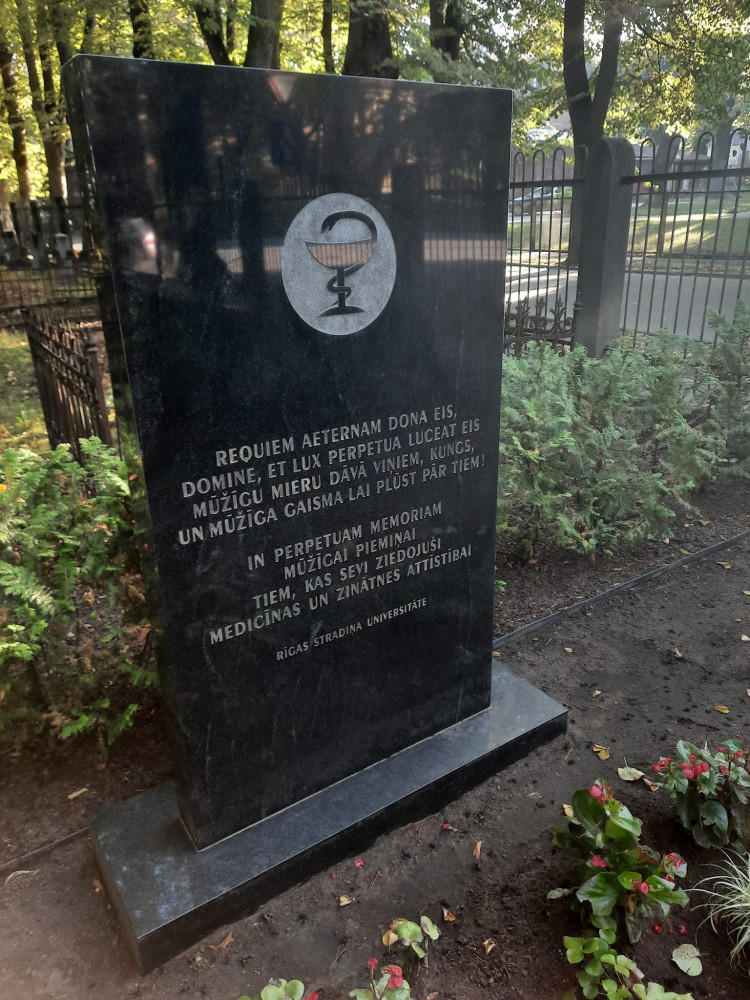 REQUIEM AETERNAM DONA EIS,
DOMINE, ET LUX PERPETUA LUCEAT EIS
MŪŽĪGU MIERU DĀVĀ VIŅIEM, KUNGS,
UN MŪŽĪGA GAISMA LAI PLŪST PĀR TIEM!
IN PERPETUAM MEMORIAM
MŪŽĪGAI PIEMIŅAI
TIEM, KAS SEVI ZIEDOJUŠI
MEDICĪNAS UN ZINĀTNES ATTĪSTĪBAI
RĪGAS STRADIŅA UNIVERSITĀTE